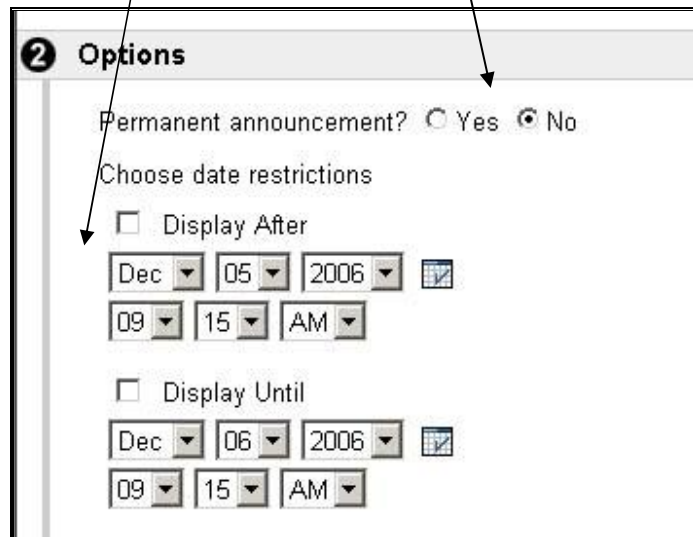 2 Options
Permanent announcement? Yes No
Choose date restrictions
Display After
Dec 05 2006
09 15 AM
Display Until
Dec 06 2006
09 15 AM